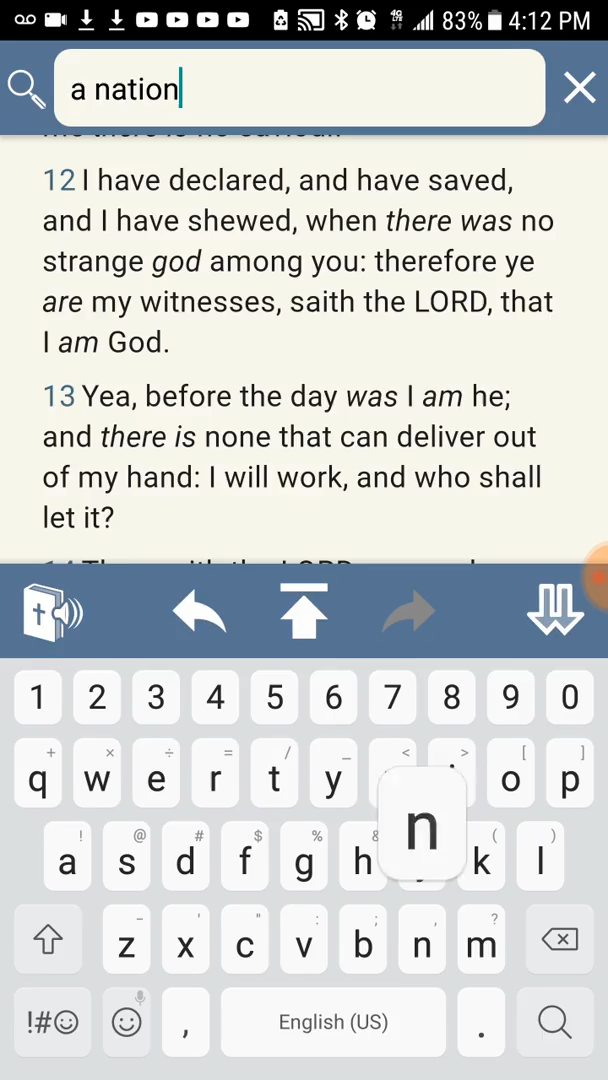 83% 4:12 PM
a nation
12 I have declared, and have saved,
and I have shewed, when there was no
strange god among you: therefore ye
are my witnesses, saith the LORD, that
I am God.
13 Yea, before the day was I am he;
and there is none that can deliver out
of my hand: I will work, and who shall
let it?
1 2 3 4 5 6 7 8 9 0
+ × ÷ = / _ < > [ ]
q w e r t y o p
n
! @ # $ % & ( )
a s d f g h k l
- ' " : ; , ?
z x c v b n m
!#☺ , English (US) .